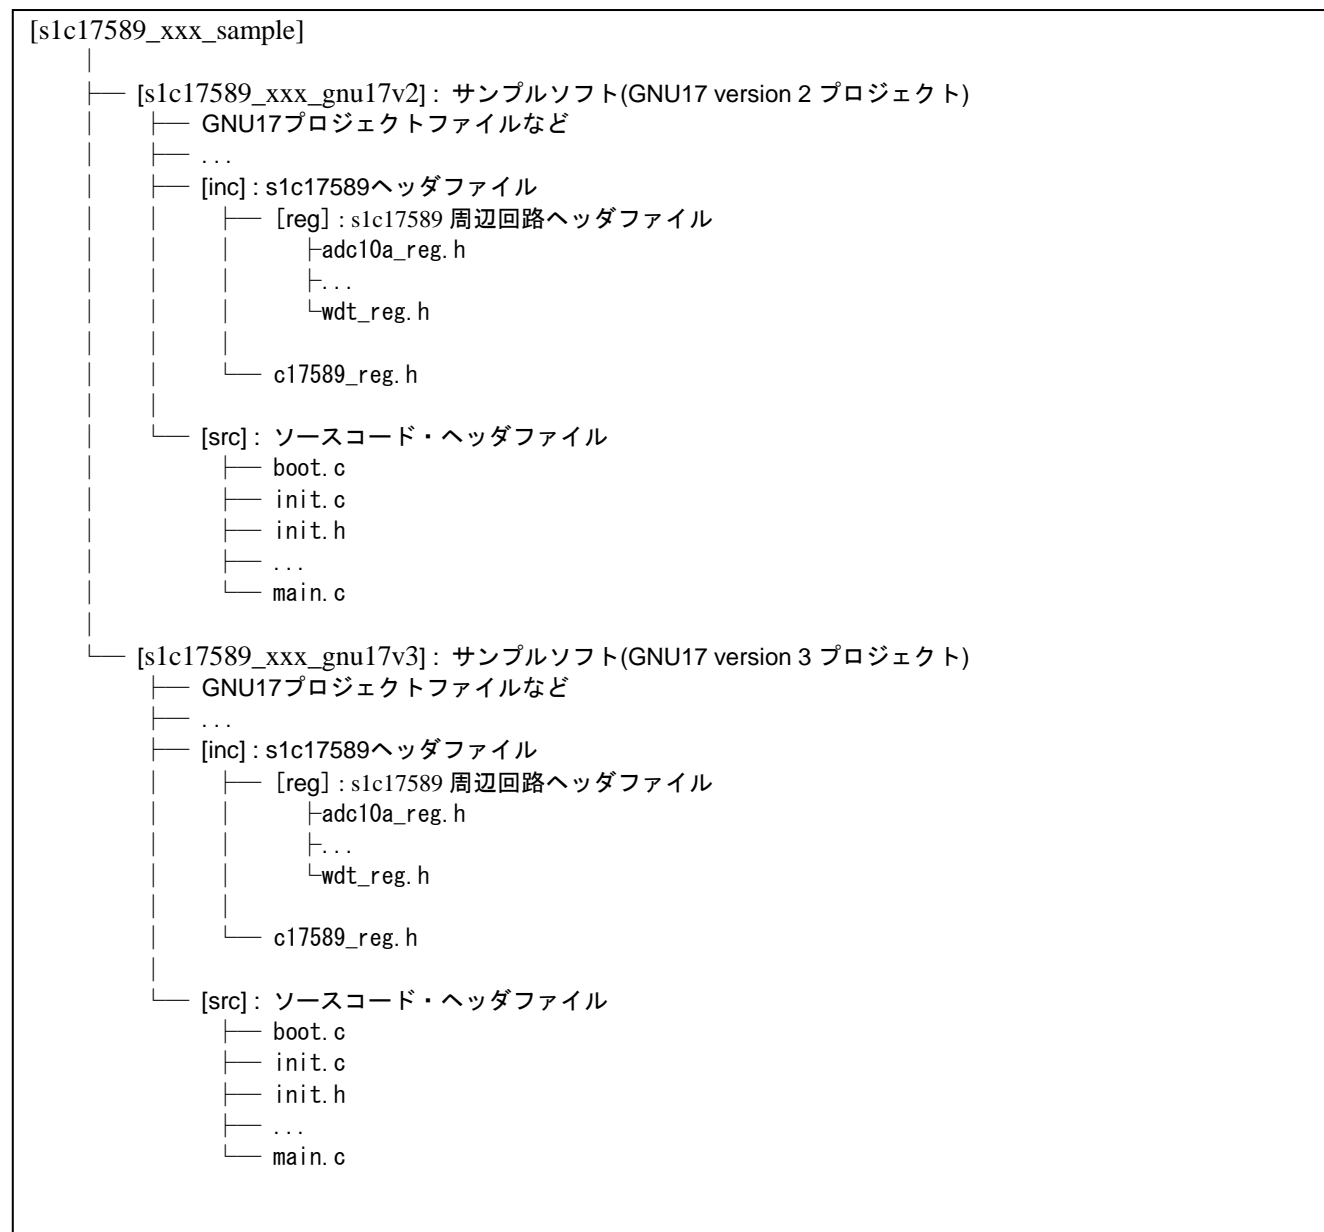 [s1c17589_xxx_sample]
[s1c17589_xxx_gnu17v2] : サンプルソフト(GNU17 version 2 プロジェクト)
GNU17プロジェクトファイルなど
...
[inc] : s1c17589ヘッダファイル
[reg] : s1c17589 周辺回路ヘッダファイル
adc10a_reg.h
...
wdt_reg.h
c17589_reg.h
[src] : ソースコード・ヘッダファイル
boot.c
init.c
init.h
...
main.c
[s1c17589_xxx_gnu17v3] : サンプルソフト(GNU17 version 3 プロジェクト)
GNU17プロジェクトファイルなど
...
[inc] : s1c17589ヘッダファイル
[reg] : s1c17589 周辺回路ヘッダファイル
adc10a_reg.h
...
wdt_reg.h
c17589_reg.h
[src] : ソースコード・ヘッダファイル
boot.c
init.c
init.h
...
main.c